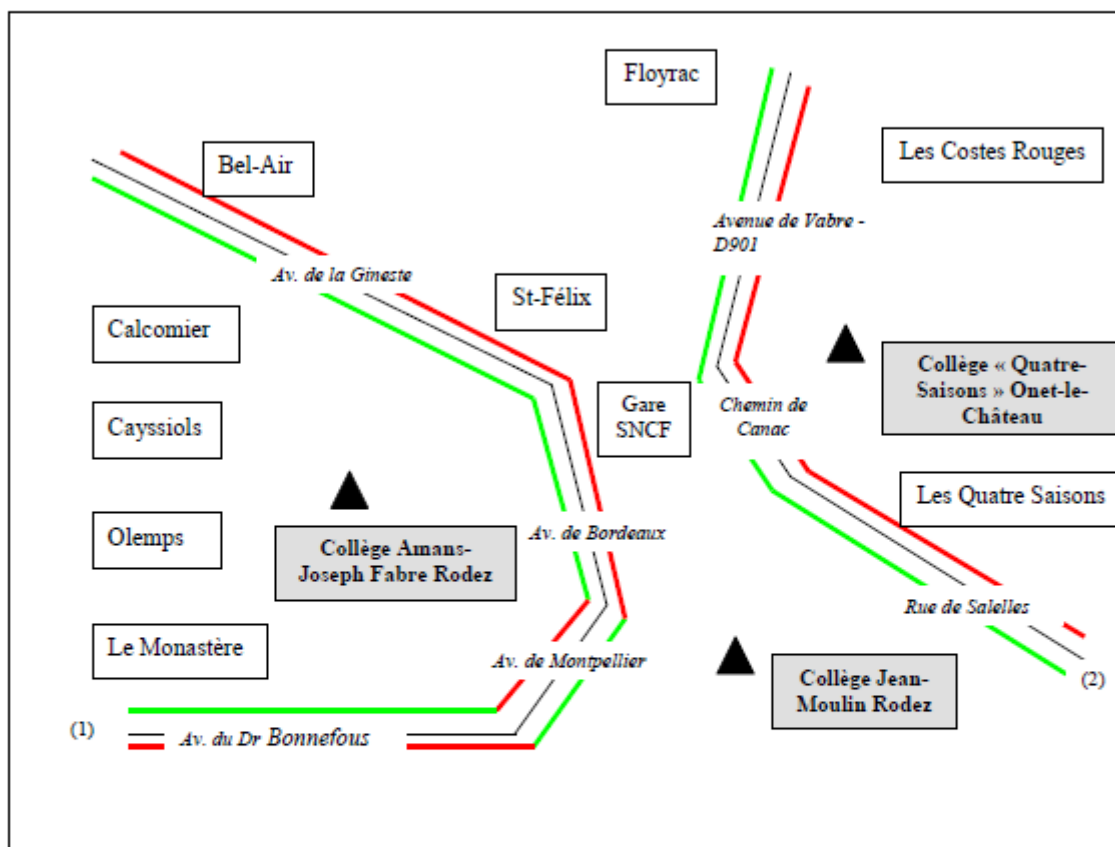 Floyrac
Les Costes Rouges
Bel-Air
Avenue de Vabre -
D901
Av. de la Gineste
St-Félix
Calcomier
Collège « Quatre-
Saisons » Onet-le-
Château
Gare
SNCF
Chemin de
Canac
Cayssiols
Les Quatre Saisons
Olemps
Collège Amans-
Joseph Fabre Rodez
Av. de Bordeaux
Rue de Salelles
Le Monastère
Av. de Montpellier
Collège Jean-
Moulin Rodez
(2)
(1)
Av. du Dr Bonnefous